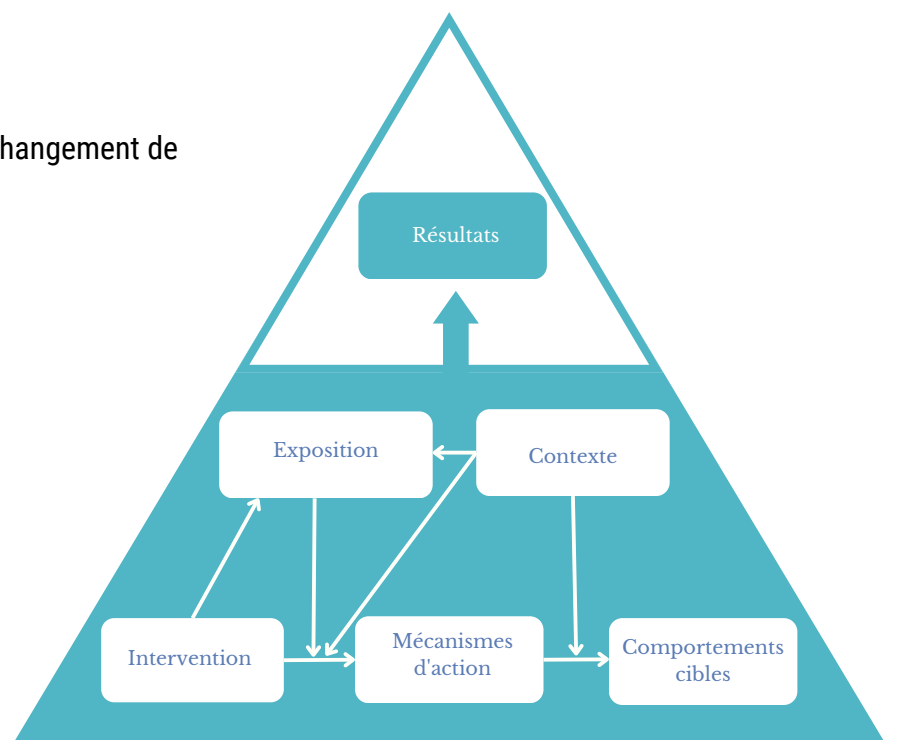 hangement de
Résultats
Exposition
Contexte
Intervention
Mécanismes
d'action
Comportements
cibles